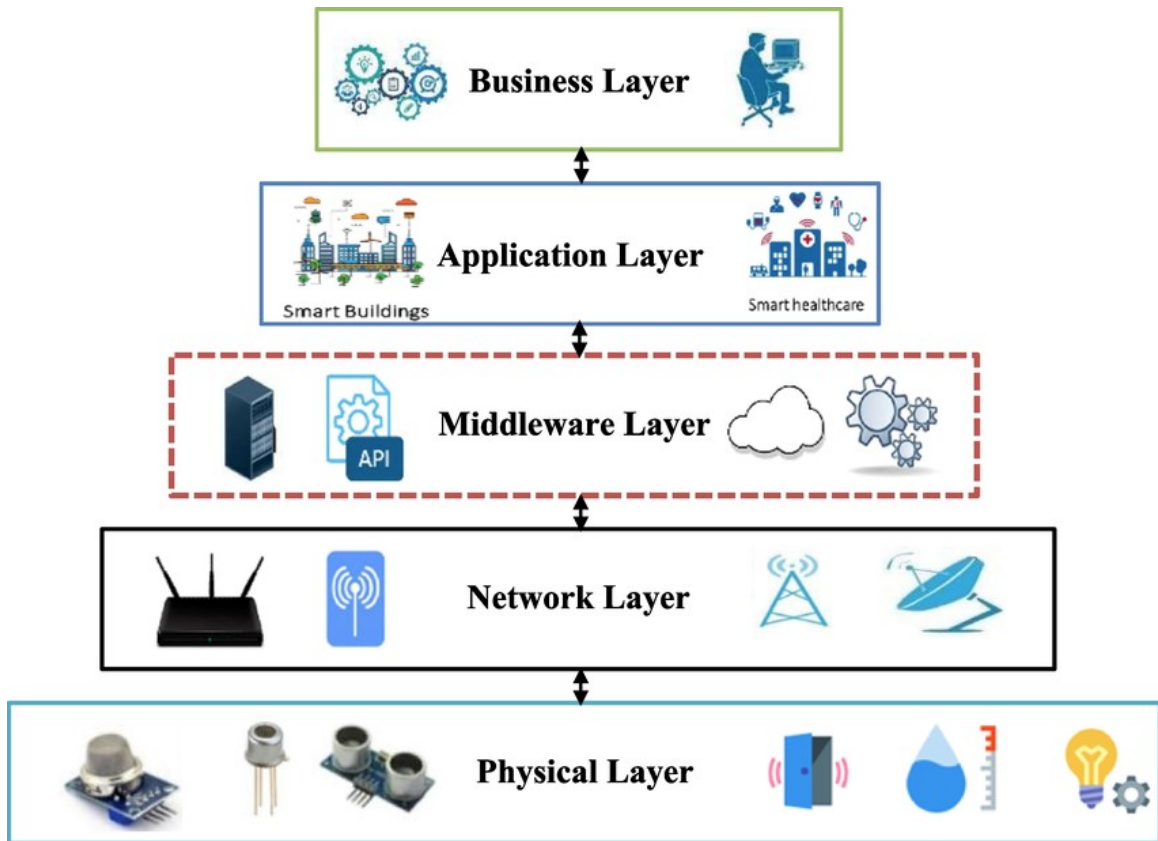 Business Layer
Application Layer
Smart Buildings
Smart healthcare
Middleware Layer
API
Network Layer
Physical Layer